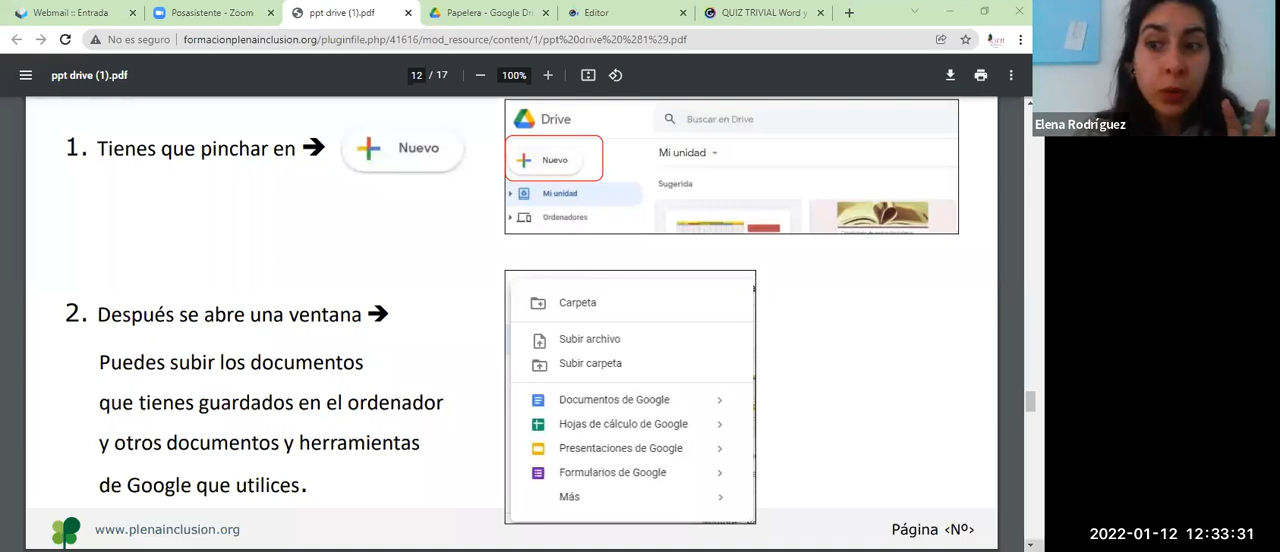 Webmail :: Entrada
Posasistente - Zoom
ppt drive (1).pdf
Papelera - Google Dri
Editor
QUIZ TRIVIAL Word y
No es seguro
formacionplenainclusion.org/pluginfile.php/41616/mod_resource/content/1/ppt%20drive%20%281%29.pdf
ppt drive (1).pdf
12 / 17
100%
Elena Rodríguez
1. Tienes que pinchar en ➔
Nuevo
Drive
Buscar en Drive
Nuevo
Mi unidad
Mi unidad
Sugerida
Ordenadores
2. Después se abre una ventana ➔
Puedes subir los documentos
que tienes guardados en el ordenador
y otros documentos y herramientas
de Google que utilices.
Carpeta
Subir archivo
Subir carpeta
Documentos de Google
Hojas de cálculo de Google
Presentaciones de Google
Formularios de Google
Más
www.plenainclusion.org
Página ‹Nº›
2022-01-12 12:33:31